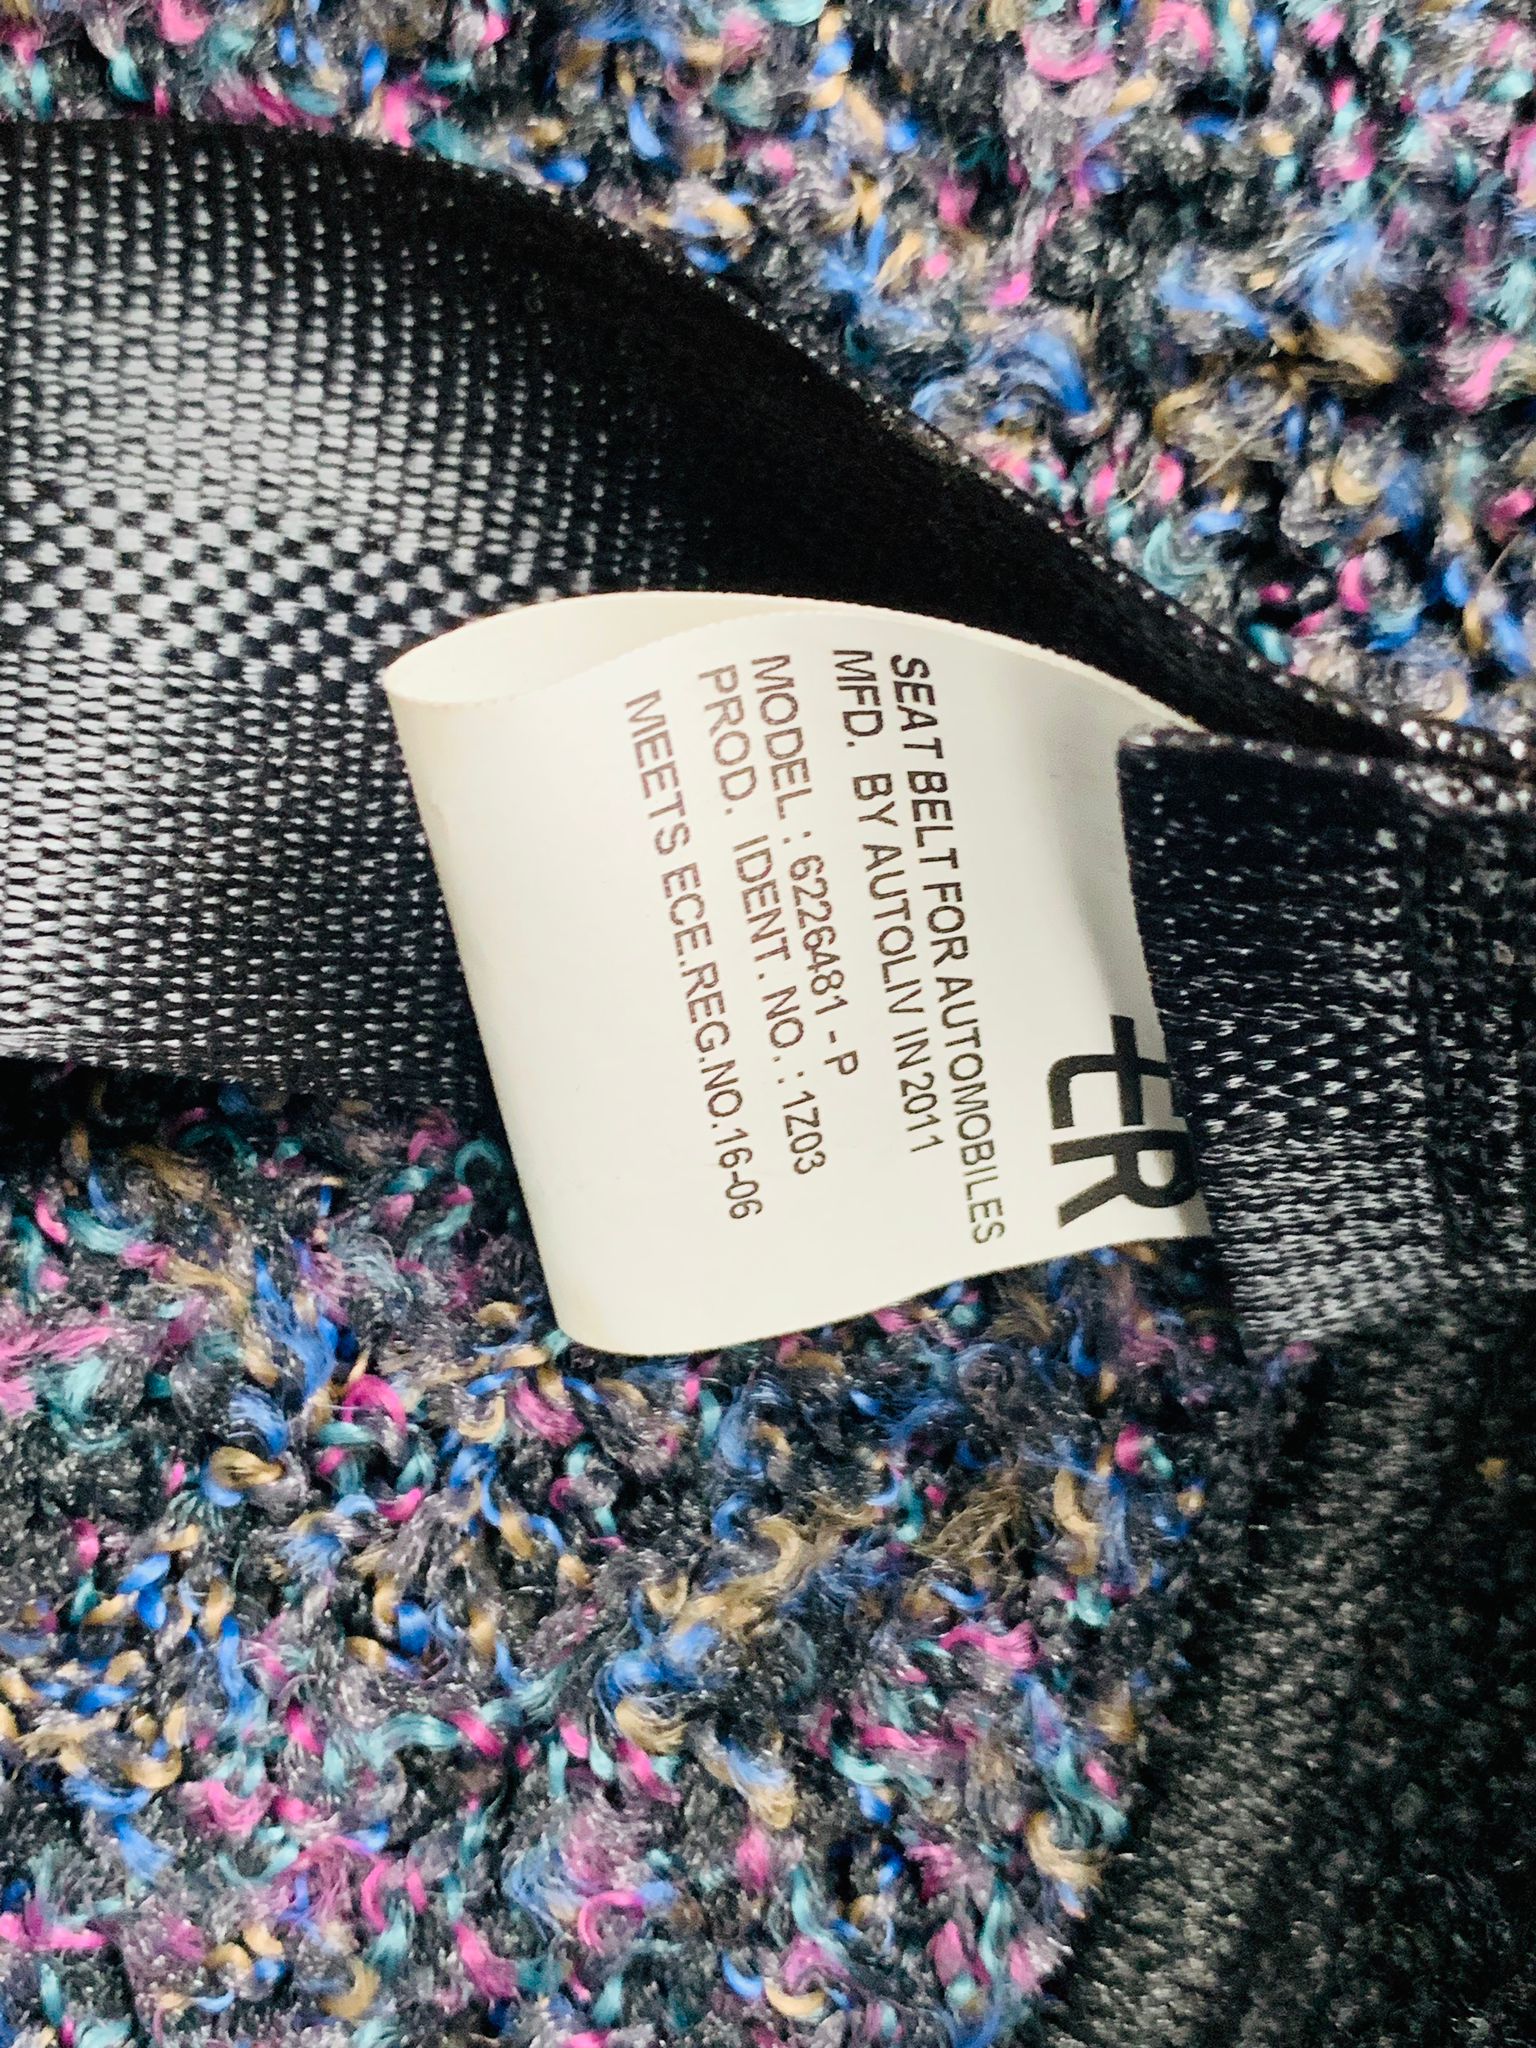 tR
SEAT BELT FOR AUTOMOBILES
MFD. BY AUTOLIV IN 2011
MODEL : 6226481 - P
PROD. IDENT. NO. : 1Z03
MEETS ECE.REG.NO.16-06